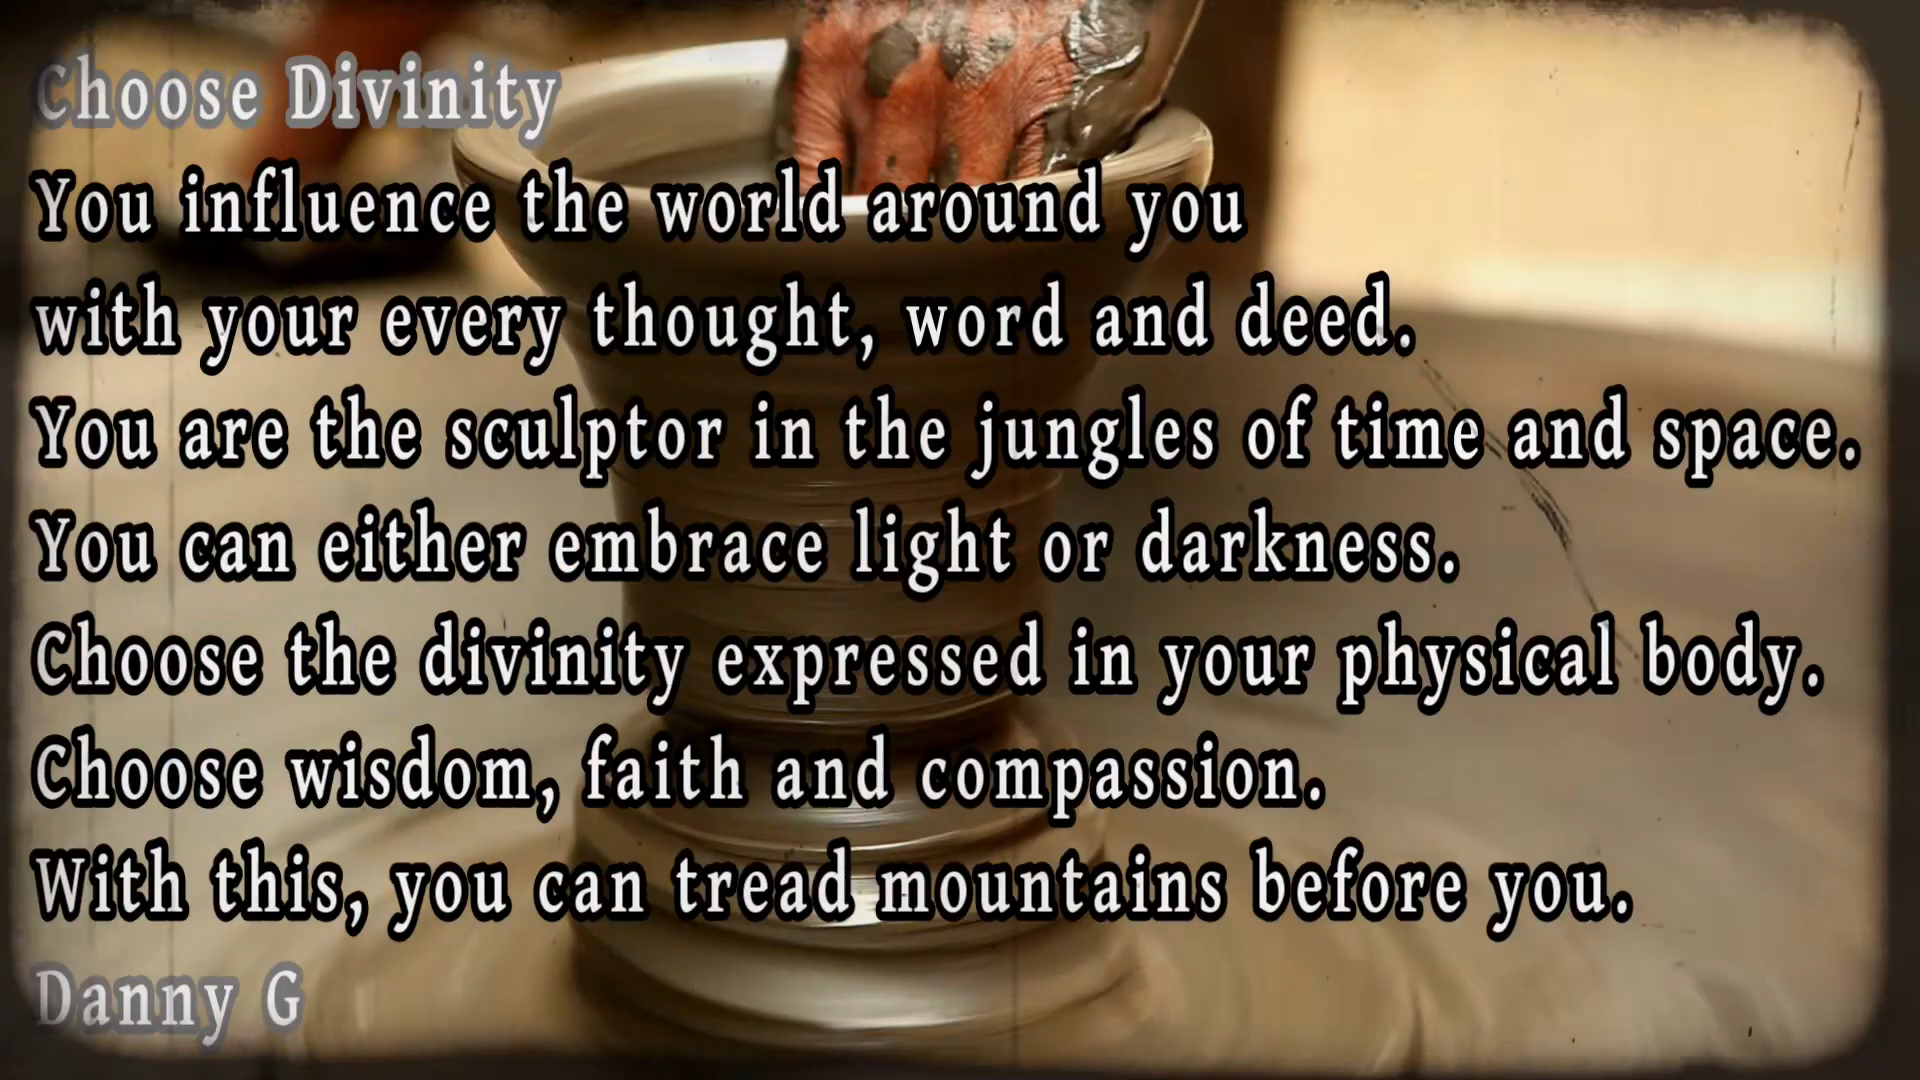 Choose Divinity
You influence the world around you
with your every thought, word and deed.
You are the sculptor in the jungles of time and space.
You can either embrace light or darkness.
Choose the divinity expressed in your physical body.
Choose wisdom, faith and compassion.
With this, you can tread mountains before you.
Danny G